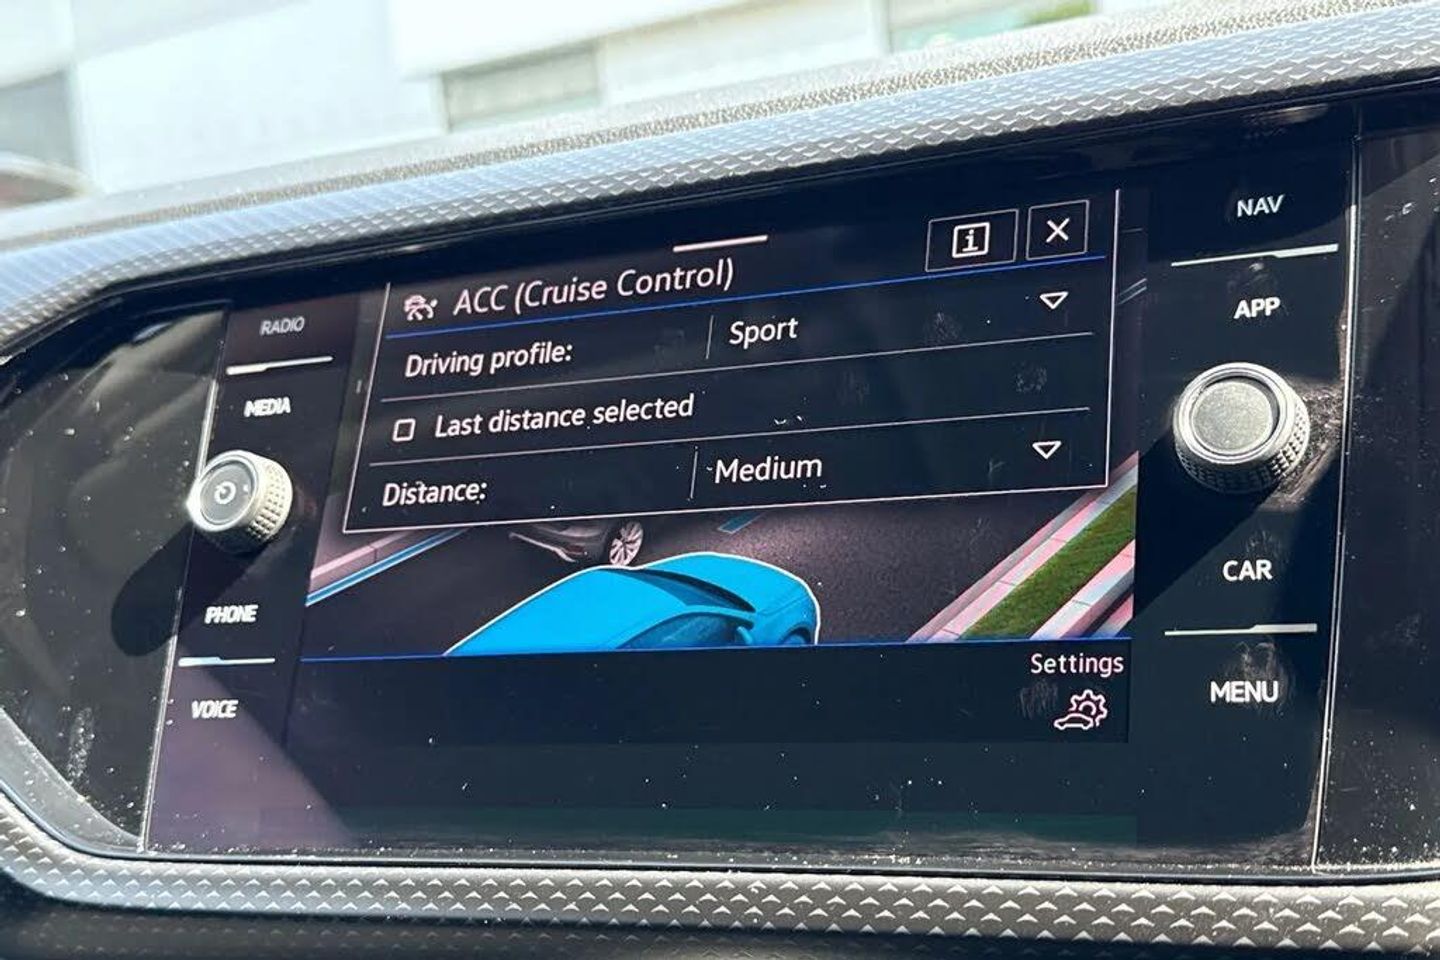 RADIO
MEDIA
PHONE
VOICE
ACC (Cruise Control)
i
Driving profile: Sport
Last distance selected
Distance: Medium
Settings
NAV
APP
CAR
MENU